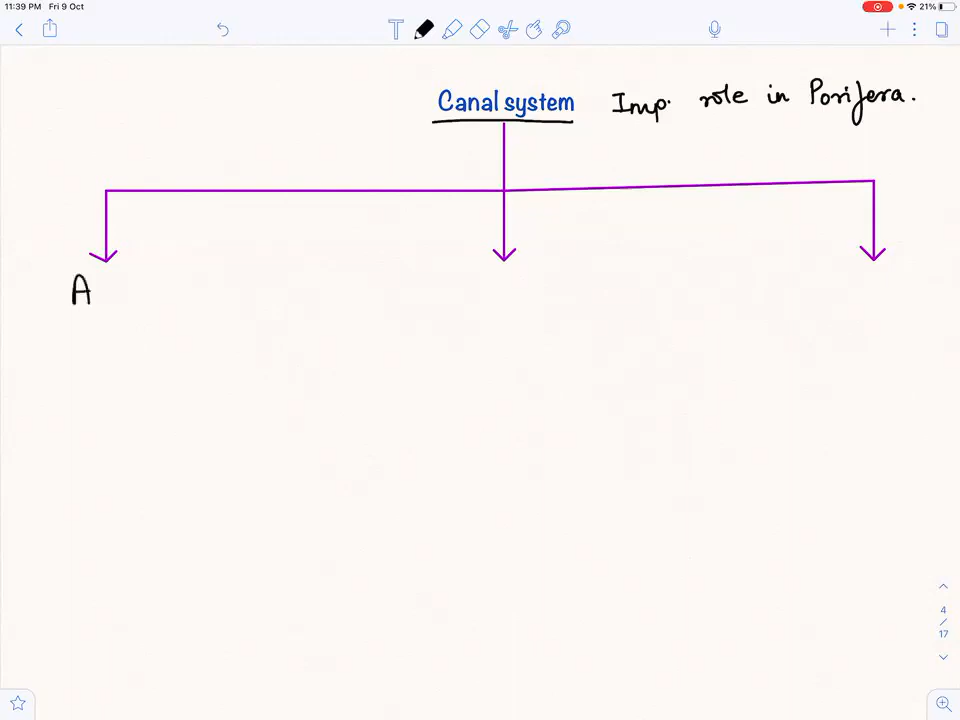 11:39 PM Fri 9 Oct
21%
T
Canal system Imp. role in Porifera.
A
4
/
17